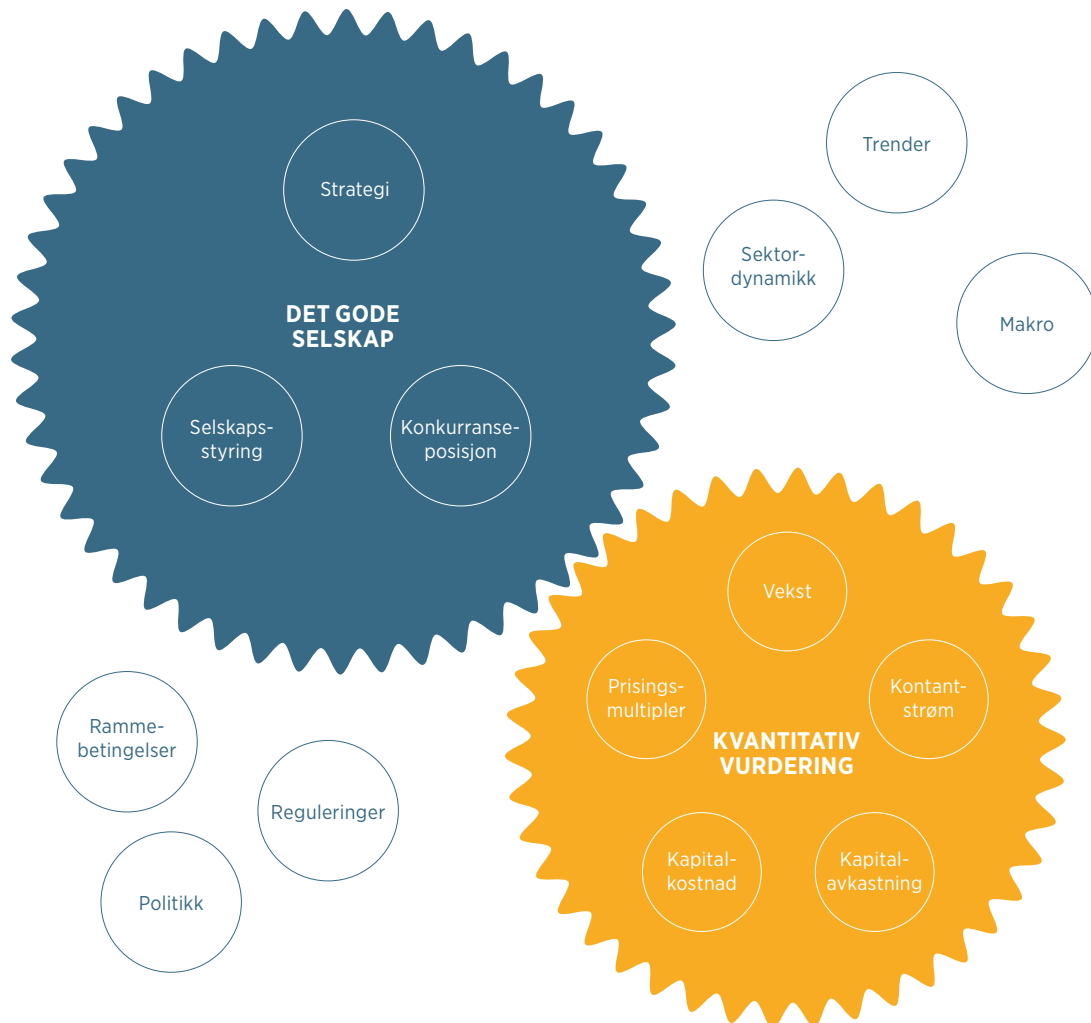 Strategi
DET GODE
SELSKAP
Selskaps-
styring
Konkurranse-
posisjon
Trender
Sektor-
dynamikk
Makro
Vekst
Prisings-
multipler
Kontant-
strøm
KVANTITATIV
VURDERING
Kapital-
kostnad
Kapital-
avkastning
Ramme-
betingelser
Reguleringer
Politikk